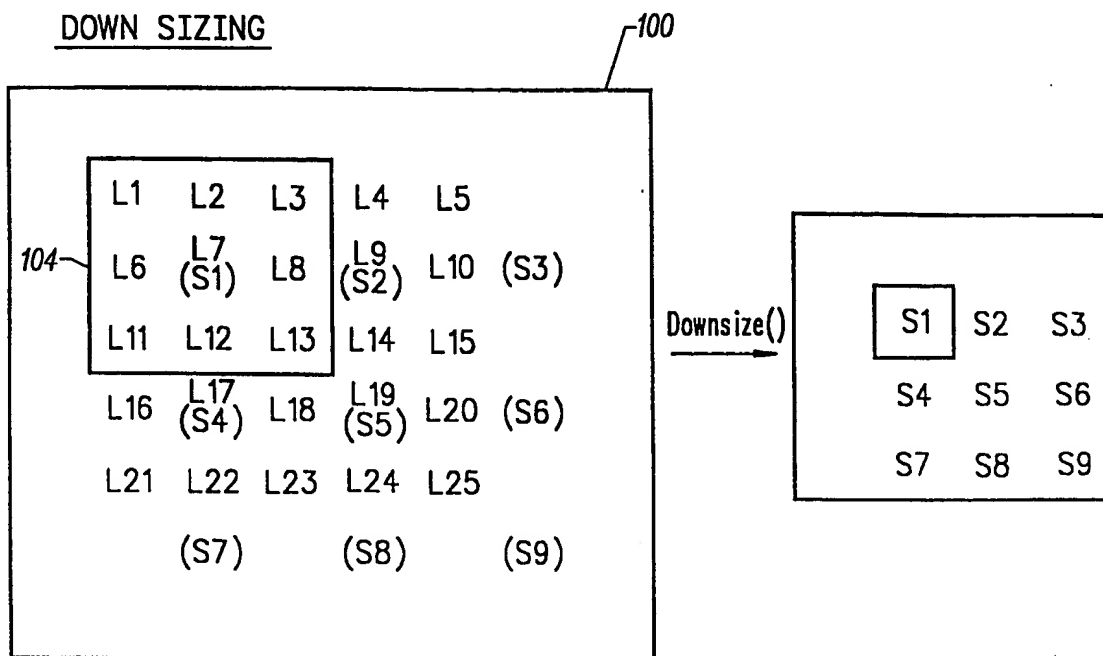 DOWN SIZING
100
L1 L2 L3 L4 L5
104
L6 L7 (S1) L8 L9 (S2) L10 (S3)
L11 L12 L13 L14 L15
L16 L17 (S4) L18 L19 (S5) L20 (S6)
L21 L22 L23 L24 L25
(S7) (S8) (S9)
Downsize()
S1 S2 S3
S4 S5 S6
S7 S8 S9